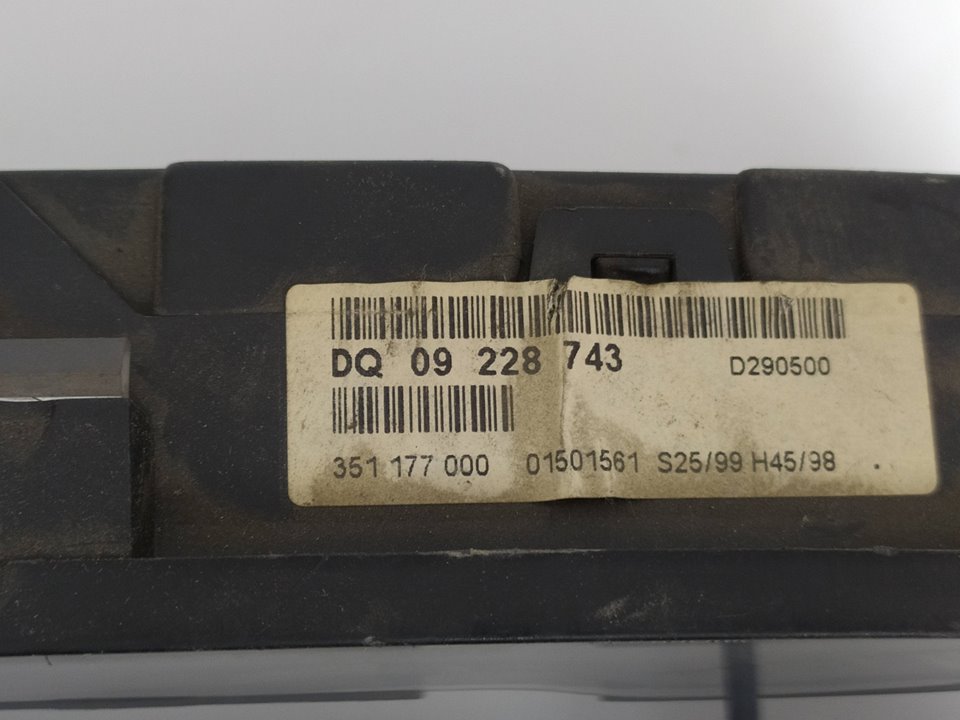 DQ 09 228 743 D290500
351 177 000 01501561 S25/99 H45/98 .